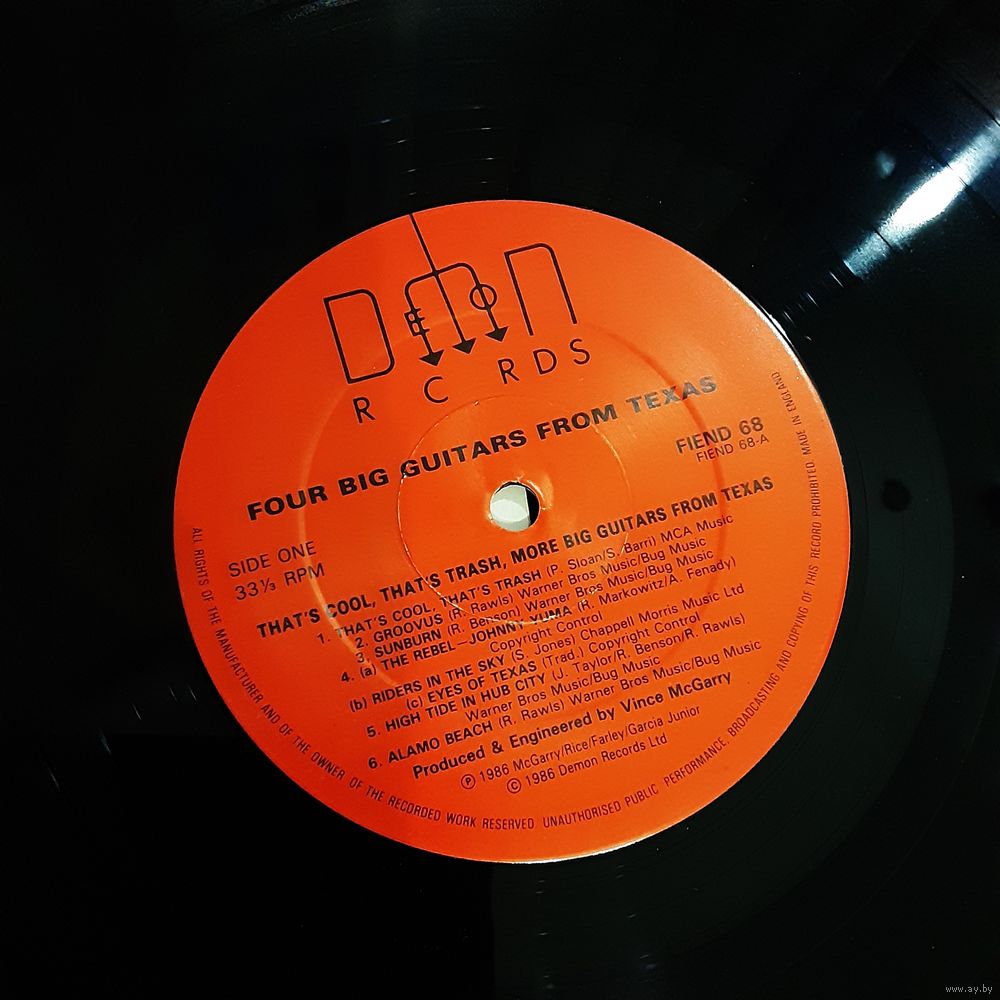 DEMON
RECORDS
FOUR BIG GUITARS FROM TEXAS
FIEND 68
FIEND 68-A
SIDE ONE
33⅓ RPM
THAT'S COOL, THAT'S TRASH, MORE BIG GUITARS FROM TEXAS
1. THAT'S COOL, THAT'S TRASH (P. Sloan/S. Barri) MCA Music
2. GROOVUS (R. Rawls) Warner Bros Music/Bug Music
3. SUNBURN (R. Benson) Warner Bros Music/Bug Music
4. (a) THE REBEL—JOHNNY YUMA (R. Markowitz/A. Fenady)
Copyright Control
(b) RIDERS IN THE SKY (S. Jones) Chappell Morris Music Ltd
(c) EYES OF TEXAS (Trad.) Copyright Control
5. HIGH TIDE IN HUB CITY (J. Taylor/R. Benson/R. Rawls)
Warner Bros Music/Bug Music
6. ALAMO BEACH (R. Rawls) Warner Bros Music/Bug Music
Produced & Engineered by Vince McGarry
℗ 1986 McGarry/Rice/Farley/Garcia Junior
© 1986 Demon Records Ltd
ALL RIGHTS OF THE MANUFACTURER AND OF THE OWNER OF THE RECORDED WORK RESERVED. UNAUTHORISED PUBLIC PERFORMANCE, BROADCASTING AND COPYING OF THIS RECORD PROHIBITED MADE IN ENGLAND
www.ay.by